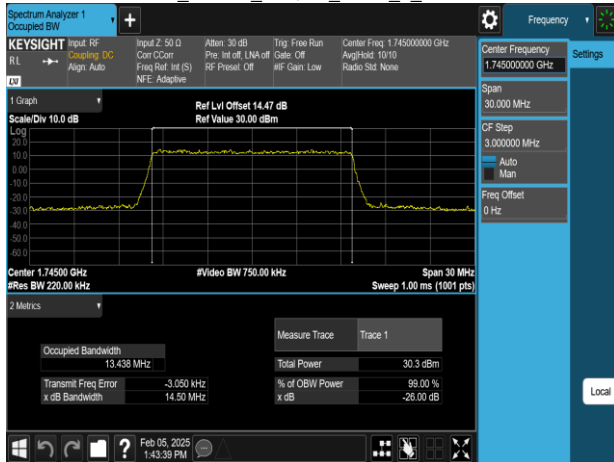 Spectrum Analyzer 1
Occupied BW
Frequency
KEYSIGHT
RL
LXI
Input: RF
Coupling: DC
Align: Auto
Input Z: 50 Ω
Corr CCorr
Freq Ref: Int (S)
NFE: Adaptive
Atten: 30 dB
Pre: Int off, LNA off
RF Preset: Off
Trig: Free Run
Gate: Off
#IF Gain: Low
Center Freq: 1.745000000 GHz
Avg|Hold: 10/10
Radio Std: None
Center Frequency
1.745000000 GHz
Settings
Span
30.000 MHz
CF Step
3.000000 MHz
Auto
Man
Freq Offset
0 Hz
Local
1 Graph
Scale/Div 10.0 dB
Ref Lvl Offset 14.47 dB
Ref Value 30.00 dBm
Log
20.0
10.0
0.00
-10.0
-20.0
-30.0
-40.0
-50.0
-60.0
Center 1.74500 GHz
#Video BW 750.00 kHz
Span 30 MHz
#Res BW 220.00 kHz
Sweep 1.00 ms (1001 pts)
2 Metrics
Measure Trace
Trace 1
Occupied Bandwidth
13.438 MHz
Total Power
30.3 dBm
Transmit Freq Error
-3.050 kHz
% of OBW Power
99.00 %
x dB Bandwidth
14.50 MHz
x dB
-26.00 dB
?
Feb 05, 2025
1:43:39 PM